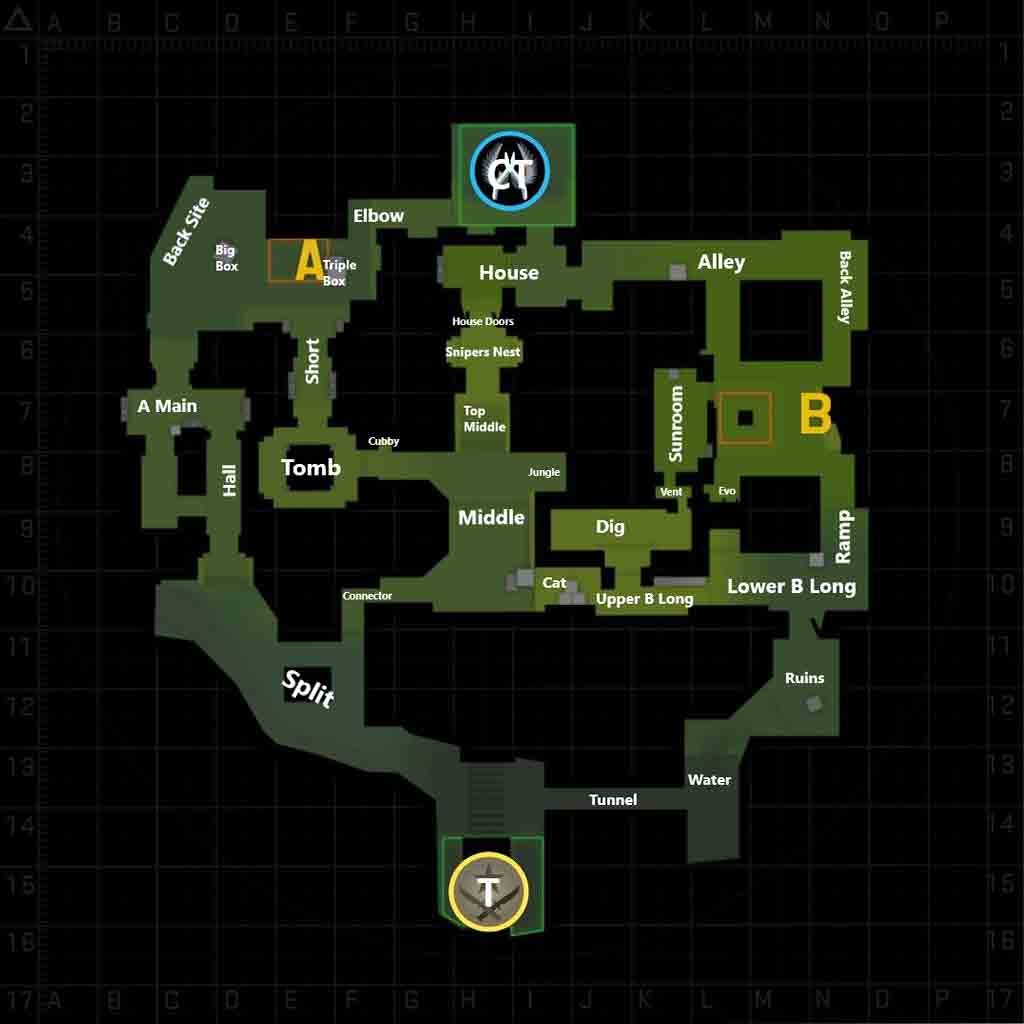 A B C D E F G H I J K L M N O P
1 1
2 2
3 CT 3
Back Site
Elbow
4 4
Big
Box
A
Triple
Box
House
Alley
Back Alley
5 5
House Doors
Snipers Nest
6 6
Short
A Main
Top
Middle
Sunroom
B
7 7
Cubby
Tomb
Hall
Jungle
8 8
Vent
Evo
Middle
Dig
Ramp
9 9
Cat
Lower B Long
Connector
Upper B Long
10 10
11 11
Split
Ruins
12 12
13 13
Water
Tunnel
14 14
T
15 15
16 16
17 A B C D E F G H I J K L M N O P 17